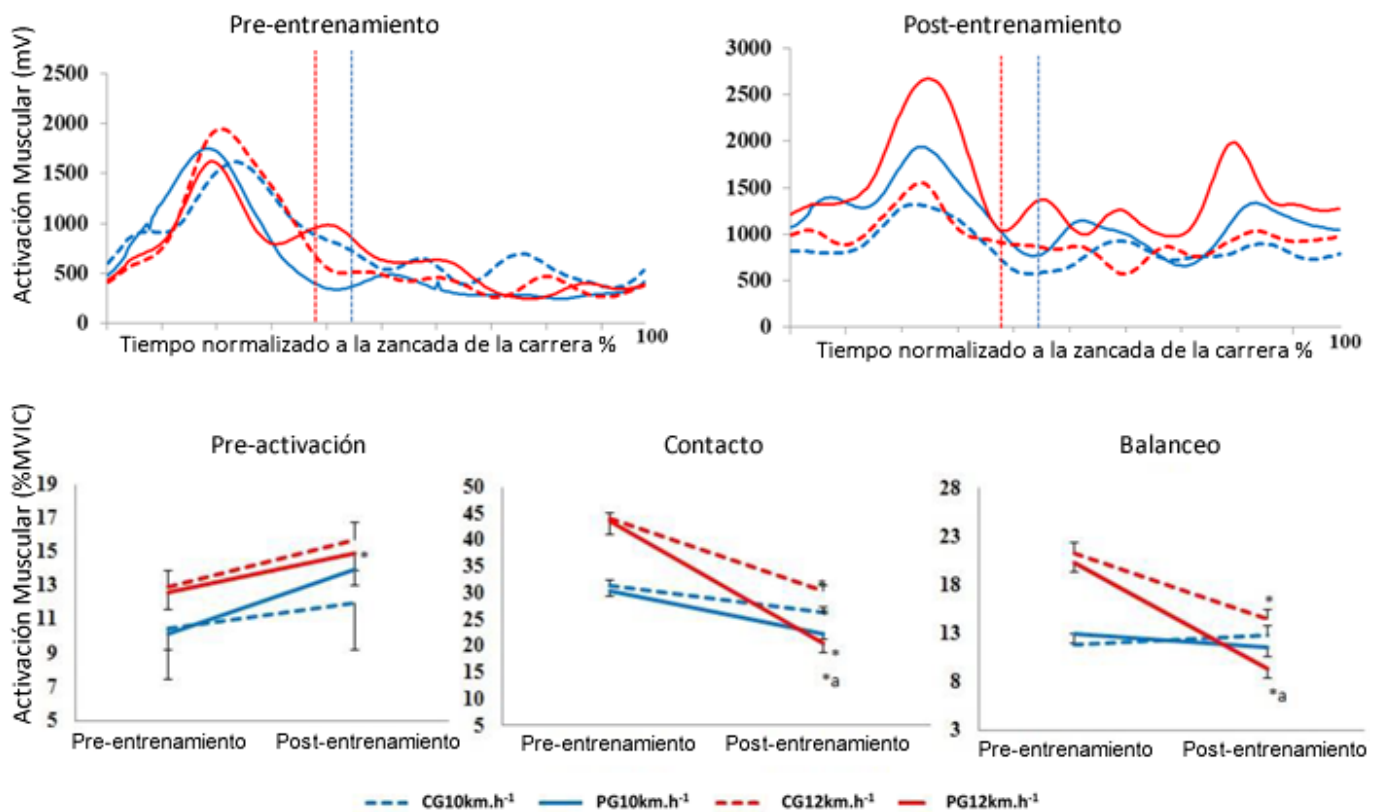 Pre-entrenamiento
Post-entrenamiento
Activación Muscular (mV)
2500
2000
1500
1000
500
0
100
Tiempo normalizado a la zancada de la carrera %
3000
2500
2000
1500
1000
500
0
100
Tiempo normalizado a la zancada de la carrera %
Activación Muscular (%MVIC)
Pre-activación
Contacto
Balanceo
19
17
15
13
11
9
7
5
*
Pre-entrenamiento Post-entrenamiento
50
45
40
35
30
25
20
15
10
5
*
*
*a
Pre-entrenamiento Post-entrenamiento
28
23
18
13
8
3
*
*a
Pre-entrenamiento Post-entrenamiento
CG10km.h⁻¹ PG10km.h⁻¹ CG12km.h⁻¹ PG12km.h⁻¹